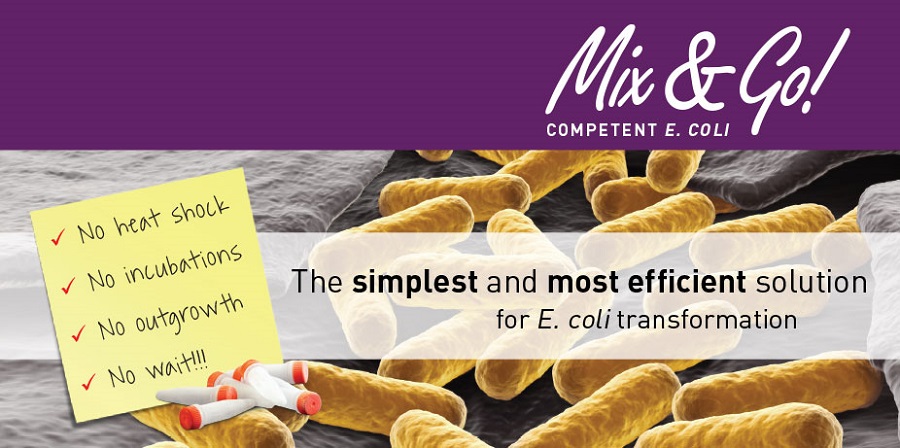 Mix & Go!
COMPETENT E. COLI
No heat shock
No incubations
No outgrowth
No wait!!!
The simplest and most efficient solution
for E. coli transformation